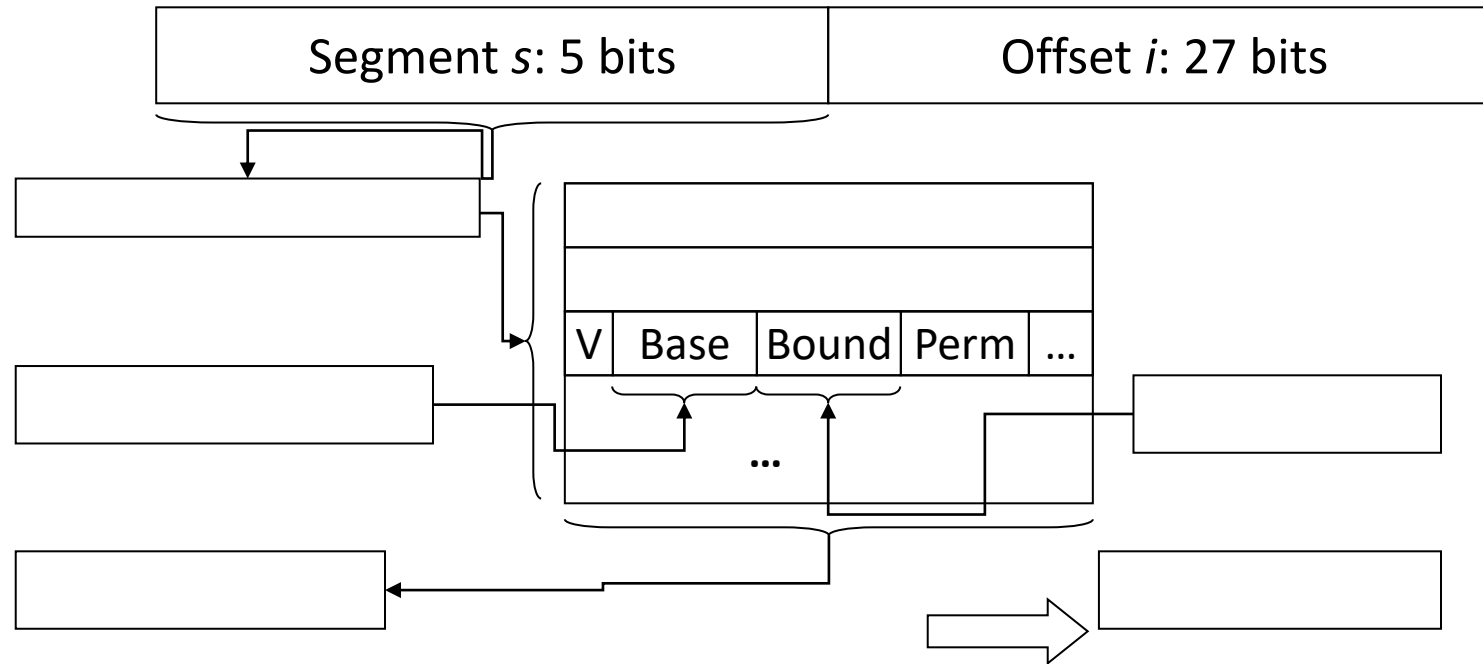 Segment s: 5 bits Offset i: 27 bits
V Base Bound Perm ...
...